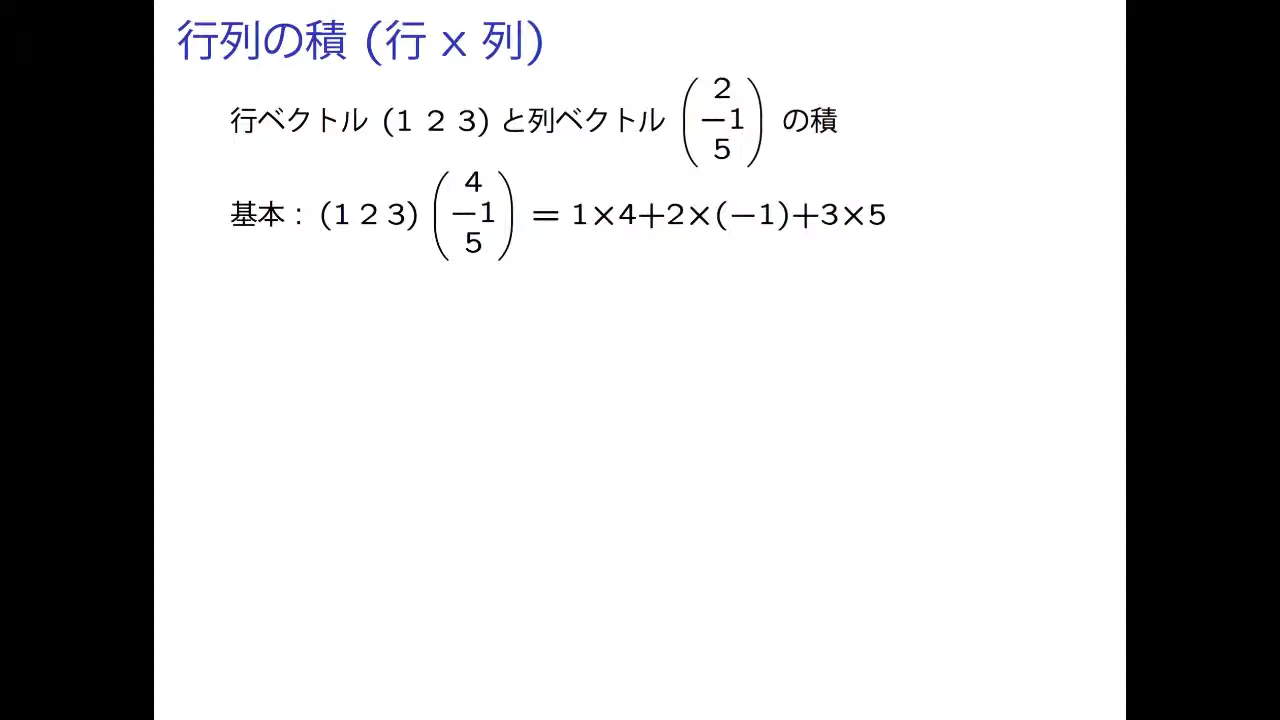 行列の積 (行 x 列)
行ベクトル (1 2 3) と列ベクトル (2 −1 5) の積
基本：(1 2 3) (4 −1 5) = 1×4+2×(−1)+3×5